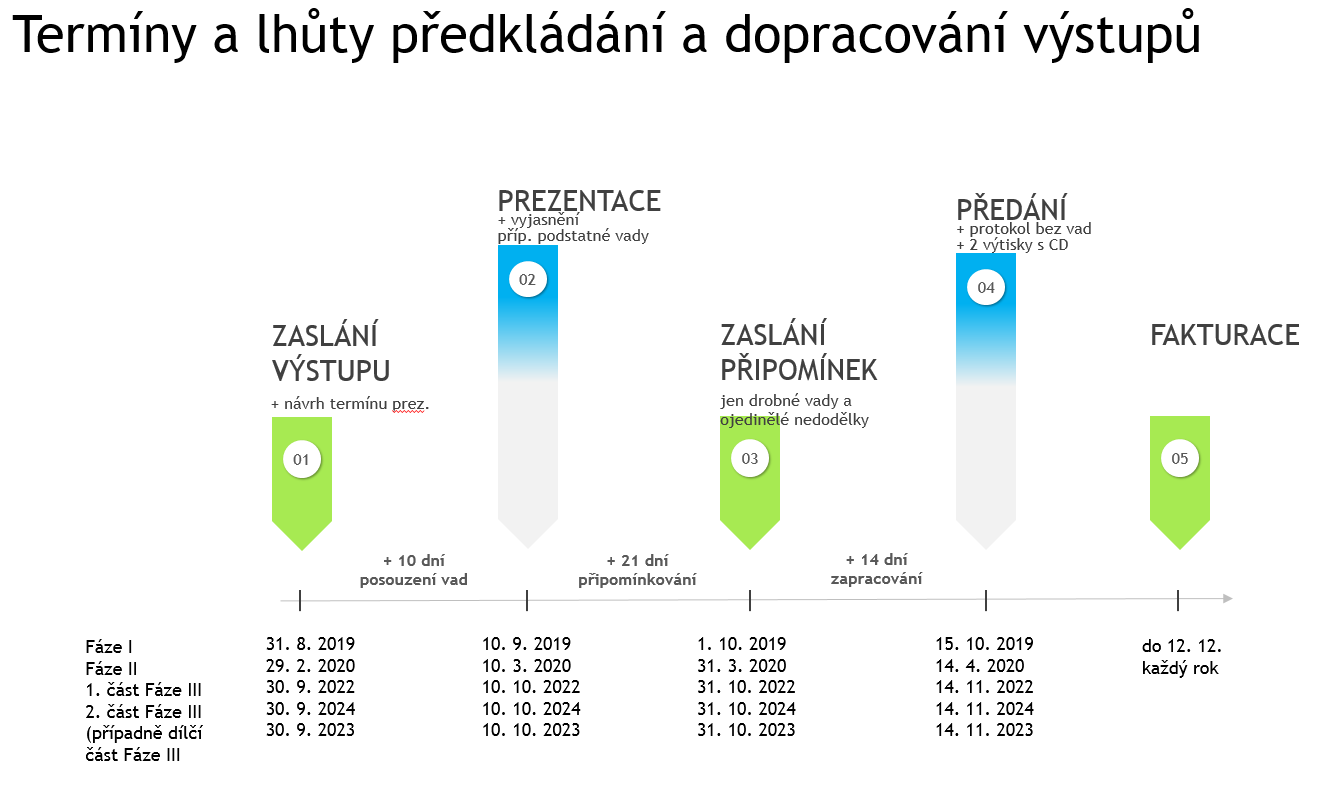 Termíny a lhůty předkládání a dopracování výstupů
ZASLÁNÍ
VÝSTUPU
+ návrh termínu prez.
01
PREZENTACE
+ vyjasnění
příp. podstatné vady
02
ZASLÁNÍ
PŘIPOMÍNEK
jen drobné vady a
ojedinělé nedodělky
03
PŘEDÁNÍ
+ protokol bez vad
+ 2 výtisky s CD
04
FAKTURACE
05
+ 10 dní
posouzení vad
+ 21 dní
připomínkování
+ 14 dní
zapracování
Fáze I
Fáze II
1. část Fáze III
2. část Fáze III
(případně dílčí
část Fáze III
31. 8. 2019
29. 2. 2020
30. 9. 2022
30. 9. 2024
30. 9. 2023
10. 9. 2019
10. 3. 2020
10. 10. 2022
10. 10. 2024
10. 10. 2023
1. 10. 2019
31. 3. 2020
31. 10. 2022
31. 10. 2024
31. 10. 2023
15. 10. 2019
14. 4. 2020
14. 11. 2022
14. 11. 2024
14. 11. 2023
do 12. 12.
každý rok